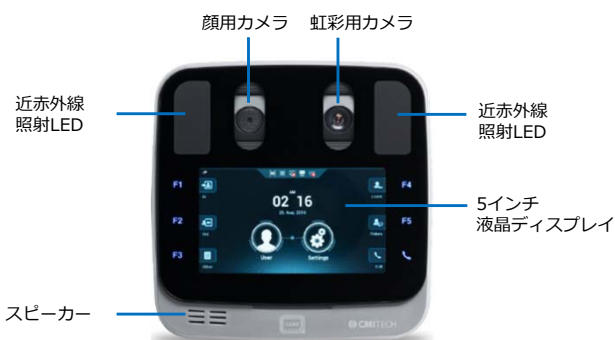 顔用カメラ
虹彩用カメラ
近赤外線
照射LED
近赤外線
照射LED
F1
F4
AM
02 16
F2
F5
5インチ
液晶ディスプレイ
F3
User
Settings
スピーカー
CMITECH